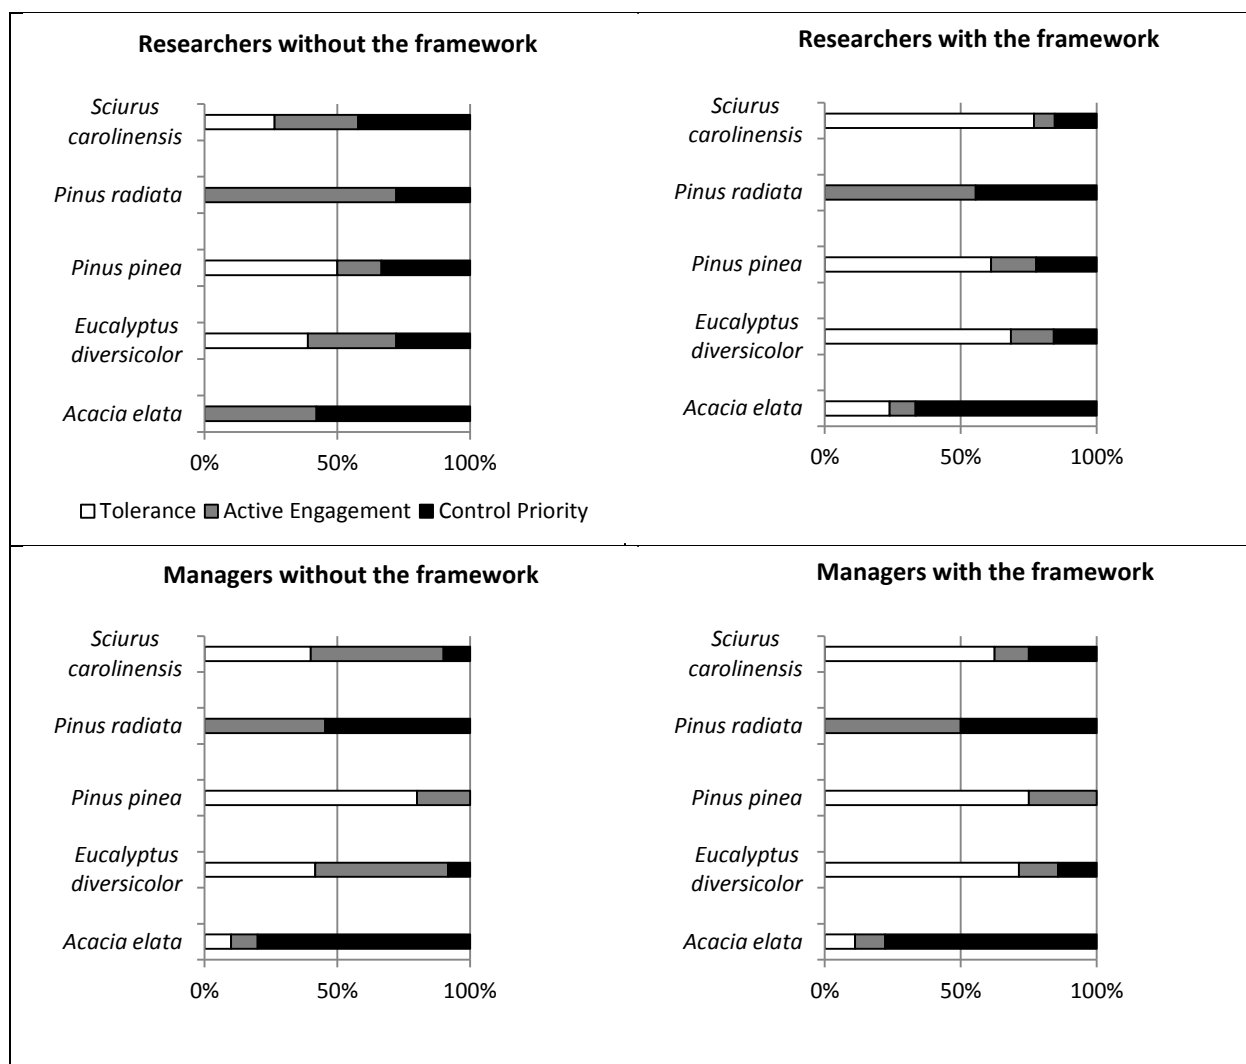 Researchers without the framework
Sciurus
carolinensis
Pinus radiata
Pinus pinea
Eucalyptus
diversicolor
Acacia elata
0%
50%
100%
Tolerance
Active Engagement
Control Priority
Researchers with the framework
Sciurus
carolinensis
Pinus radiata
Pinus pinea
Eucalyptus
diversicolor
Acacia elata
0%
50%
100%
Managers without the framework
Sciurus
carolinensis
Pinus radiata
Pinus pinea
Eucalyptus
diversicolor
Acacia elata
0%
50%
100%
Managers with the framework
Sciurus
carolinensis
Pinus radiata
Pinus pinea
Eucalyptus
diversicolor
Acacia elata
0%
50%
100%